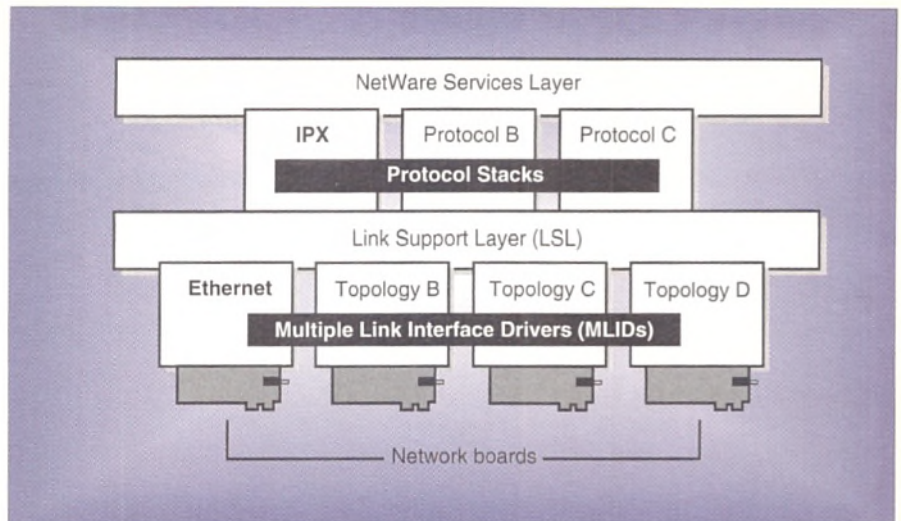 NetWare Services Layer
IPX
Protocol B
Protocol C
Protocol Stacks
Link Support Layer (LSL)
Ethernet
Topology B
Topology C
Topology D
Multiple Link Interface Drivers (MLIDs)
Network boards